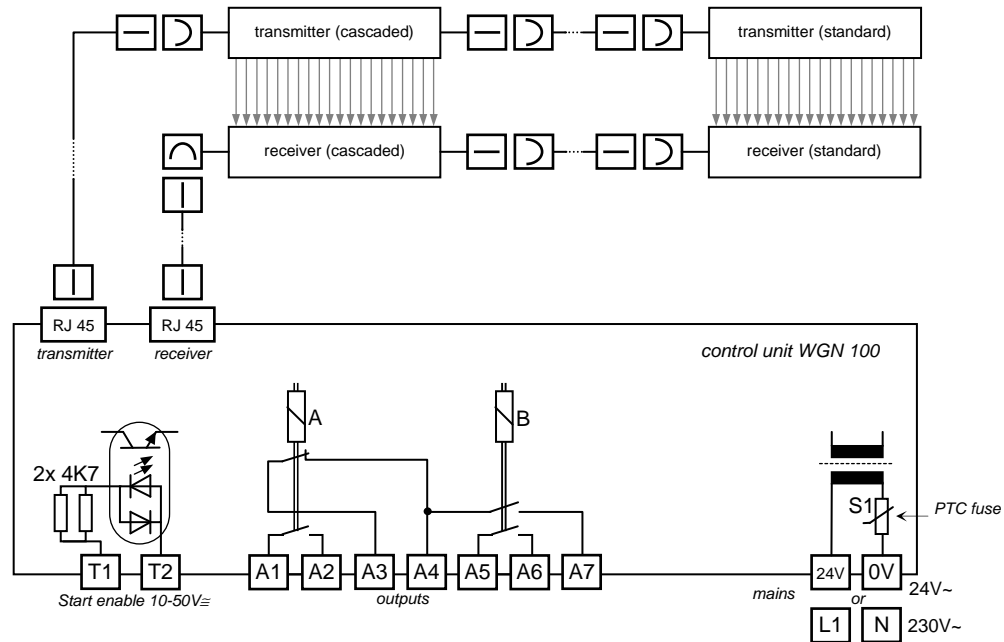 transmitter (cascaded)
transmitter (standard)
receiver (cascaded)
receiver (standard)
RJ 45
RJ 45
transmitter
receiver
control unit WGN 100
A
B
2x 4K7
S1
PTC fuse
T1
T2
A1
A2
A3
A4
A5
A6
A7
24V
0V
24V~
Start enable 10-50V≅
outputs
mains
or
L1
N
230V~